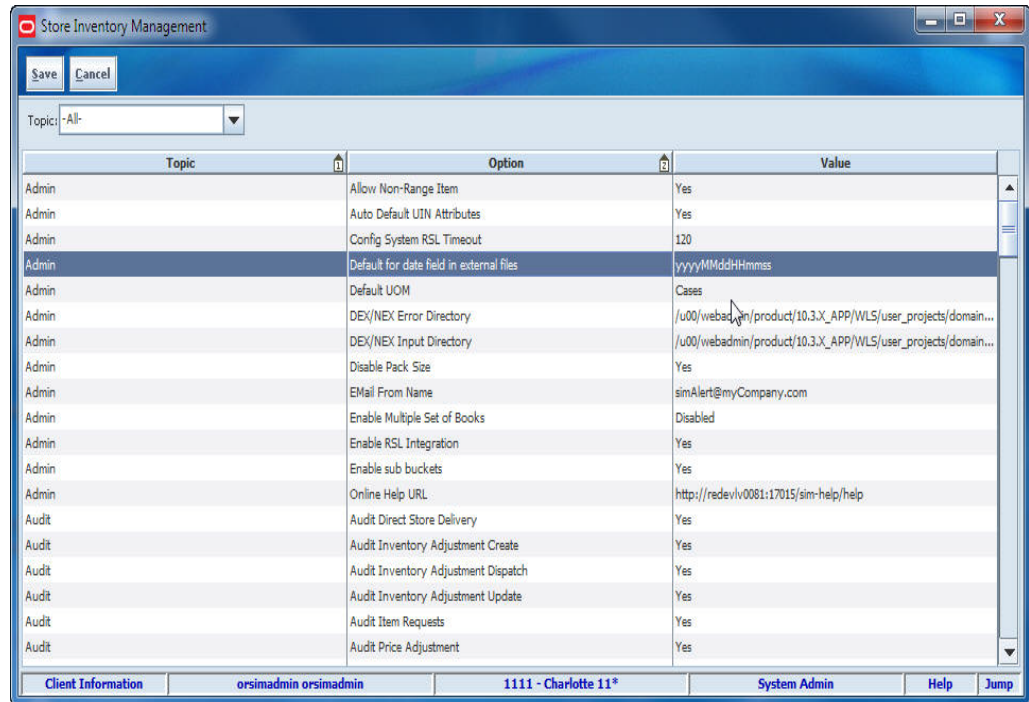 Store Inventory Management
Save Cancel
Topic: -All-
Topic 1 Option 2 Value
Admin Allow Non-Range Item Yes
Admin Auto Default UIN Attributes Yes
Admin Config System RSL Timeout 120
Admin Default for date field in external files yyyyMMddHHmmss
Admin Default UOM Cases
Admin DEX/NEX Error Directory /u00/webadmin/product/10.3.X_APP/WLS/user_projects/domain...
Admin DEX/NEX Input Directory /u00/webadmin/product/10.3.X_APP/WLS/user_projects/domain...
Admin Disable Pack Size Yes
Admin EMail From Name simAlert@myCompany.com
Admin Enable Multiple Set of Books Disabled
Admin Enable RSL Integration Yes
Admin Enable sub buckets Yes
Admin Online Help URL http://redevlv0081:17015/sim-help/help
Audit Audit Direct Store Delivery Yes
Audit Audit Inventory Adjustment Create Yes
Audit Audit Inventory Adjustment Dispatch Yes
Audit Audit Inventory Adjustment Update Yes
Audit Audit Item Requests Yes
Audit Audit Price Adjustment Yes
Client Information orsimadmin orsimadmin 1111 - Charlotte 11* System Admin Help Jump